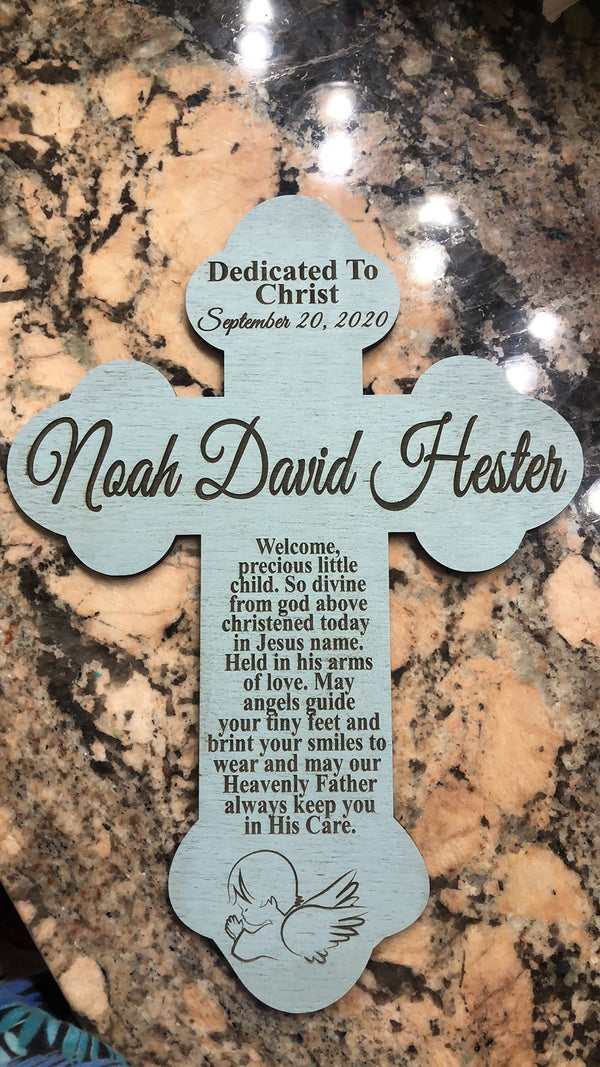 Dedicated To
Christ
September 20, 2020
Noah David Hester
Welcome,
precious little
child. So divine
from god above
christened today
in Jesus name.
Held in his arms
of love. May
angels guide
your tiny feet and
brint your smiles to
wear and may our
Heavenly Father
always keep you
in His Care.